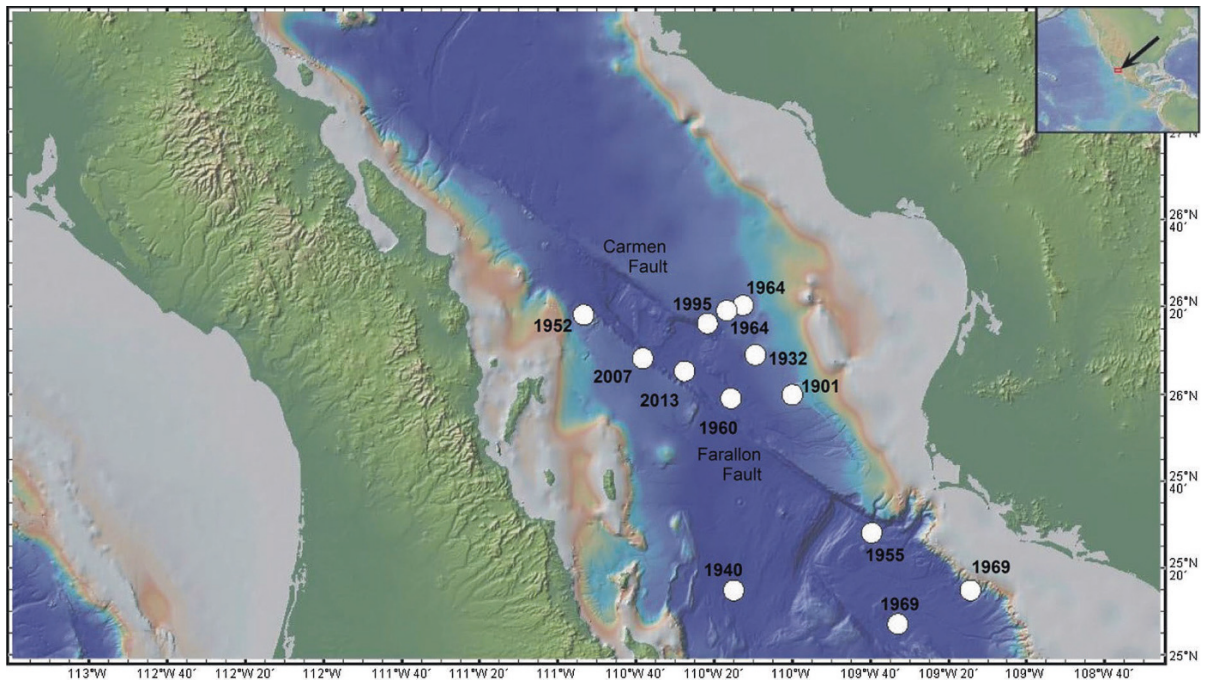 27°N
26°N
40´
Carmen
Fault
1964
1995
26°N
20´
1952
1964
1932
2007
1901
2013
26°N
1960
Farallon
Fault
25°N
40´
1955
1940
1969
25°N
20´
1969
25°N
113°W
112°W 40
112°W 20
112°W
111°W 40
111°W 20
111°W
110°W 40
110°W 20
110°W
109°W 40
109°W 20
109°W
108°W 40